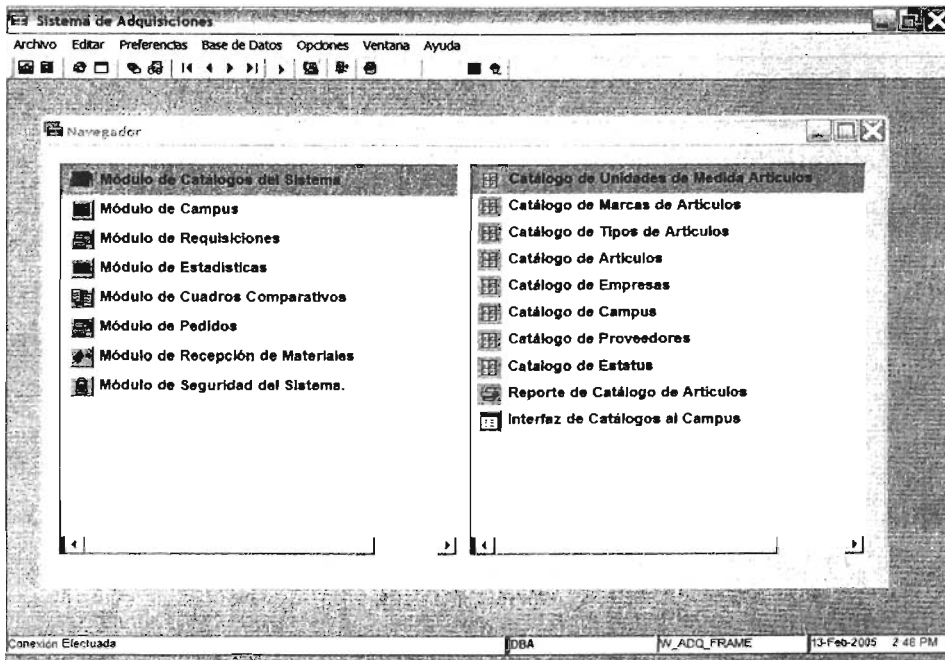 Sistema de Adquisiciones
Archivo Editar Preferencias Base de Datos Opciones Ventana Ayuda
Navegador
Módulo de Catálogos del Sistema
Módulo de Campus
Módulo de Requisiciones
Módulo de Estadisticas
Módulo de Cuadros Comparativos
Módulo de Pedidos
Módulo de Recepción de Materiales
Módulo de Seguridad del Sistema.
Catálogo de Unidades de Medida Articulos
Catálogo de Marcas de Articulos
Catálogo de Tipos de Articulos
Catálogo de Articulos
Catálogo de Empresas
Catálogo de Campus
Catálogo de Proveedores
Catalogo de Estatus
Reporte de Catálogo de Articulos
Interfaz de Catálogos al Campus
Conexión Efectuada DBA W_ADQ_FRAME 13-Feb-2005 2:46 PM